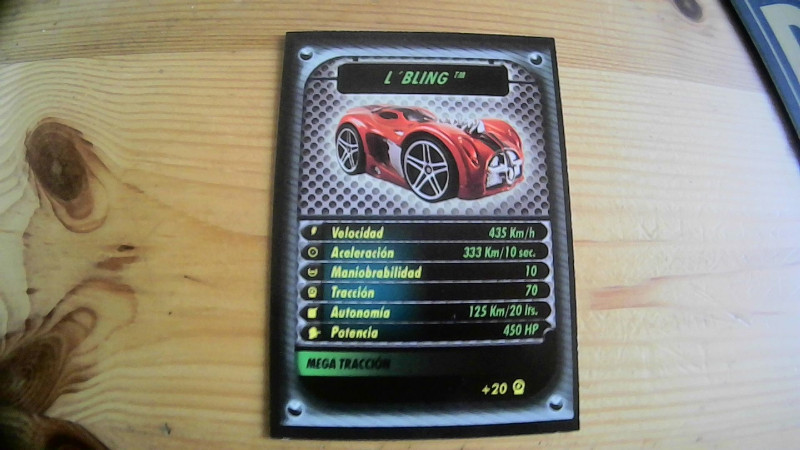 L´BLING ™
Velocidad 435 Km/h
Aceleración 333 Km/10 sec.
Maniobrabilidad 10
Tracción 70
Autonomía 125 Km/20 lts.
Potencia 450 HP
MEGA TRACCIÓN
+20